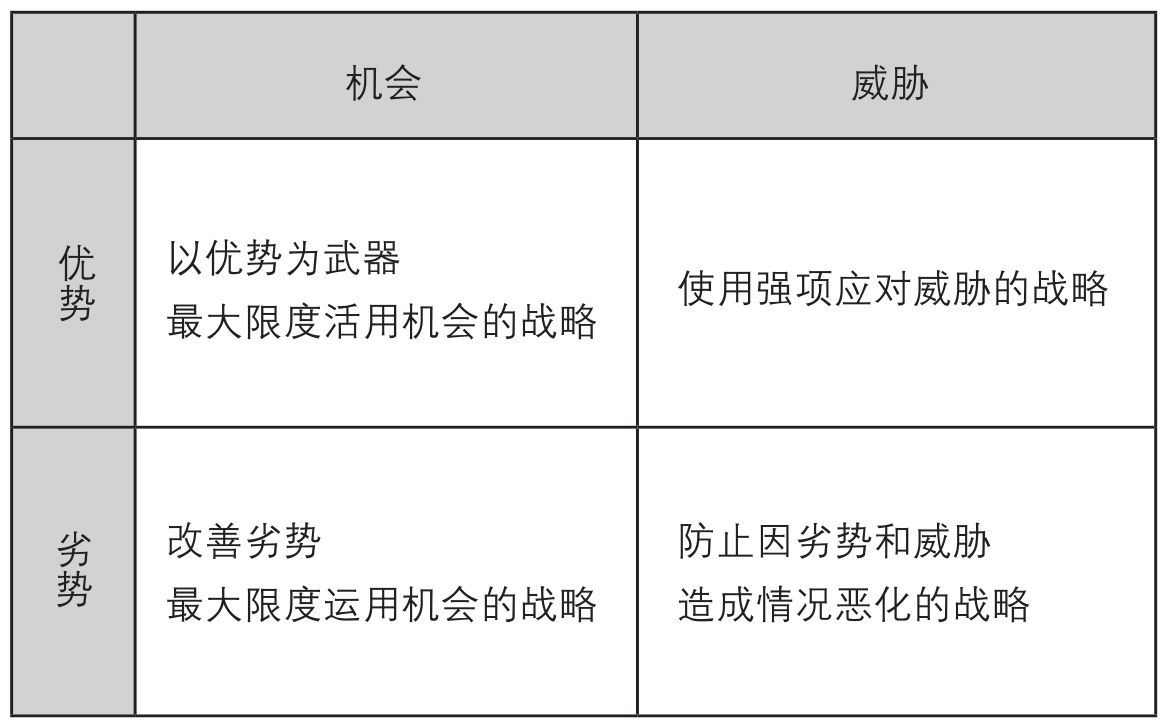 机会
威胁
优势
以优势为武器
最大限度活用机会的战略
使用强项应对威胁的战略
劣势
改善劣势
最大限度运用机会的战略
防止因劣势和威胁
造成情况恶化的战略